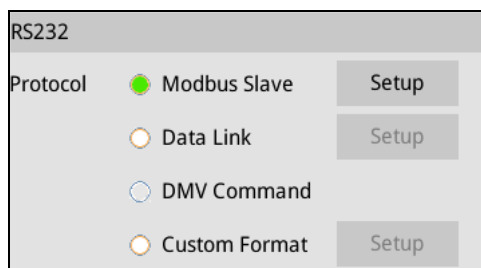 RS232
Protocol Modbus Slave Setup
Data Link Setup
DMV Command
Custom Format Setup